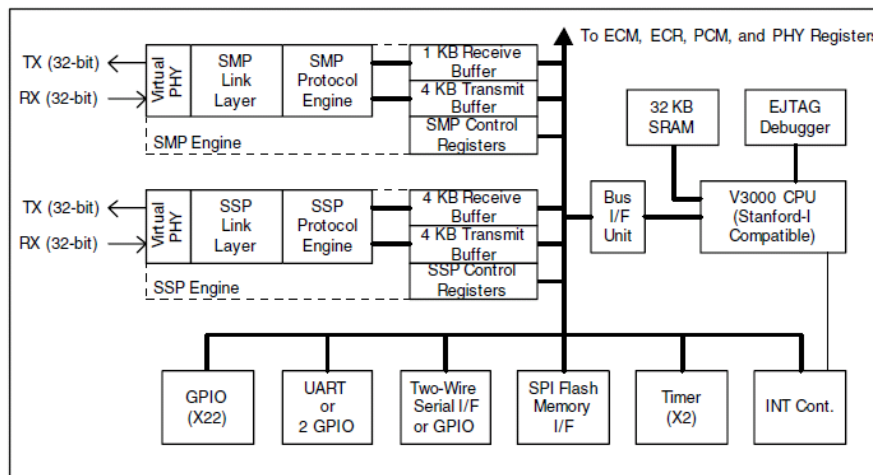 To ECM, ECR, PCM, and PHY Registers
TX (32-bit)
RX (32-bit)
Virtual
PHY
SMP
Link
Layer
SMP
Protocol
Engine
1 KB Receive
Buffer
4 KB Transmit
Buffer
SMP Control
Registers
SMP Engine
32 KB
SRAM
EJTAG
Debugger
TX (32-bit)
RX (32-bit)
Virtual
PHY
SSP
Link
Layer
SSP
Protocol
Engine
4 KB Receive
Buffer
4 KB Transmit
Buffer
SSP Control
Registers
SSP Engine
Bus
I/F
Unit
V3000 CPU
(Stanford-I
Compatible)
GPIO
(X22)
UART
or
2 GPIO
Two-Wire
Serial I/F
or GPIO
SPI Flash
Memory
I/F
Timer
(X2)
INT Cont.